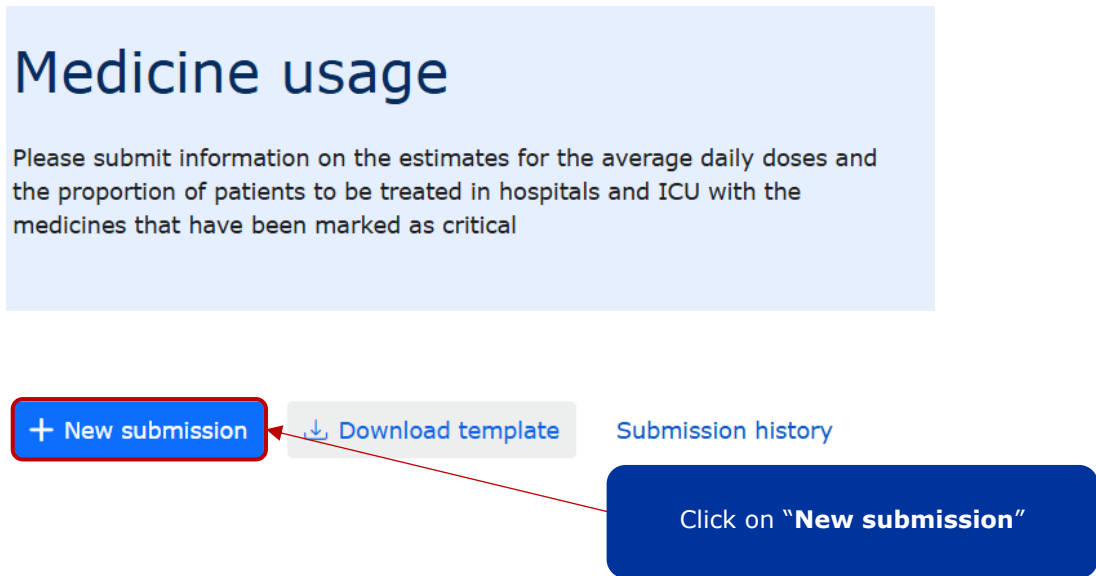 Medicine usage
Please submit information on the estimates for the average daily doses and
the proportion of patients to be treated in hospitals and ICU with the
medicines that have been marked as critical
+ New submission
Download template
Submission history
Click on “New submission”